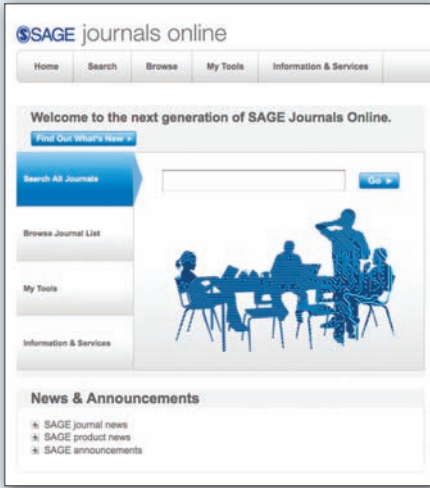 SAGE journals online
Home Search Browse My Tools Information & Services
Welcome to the next generation of SAGE Journals Online.
Find Out What's New
Search All Journals
Go
Browse Journal List
My Tools
Information & Services
News & Announcements
SAGE journal news
SAGE product news
SAGE announcements